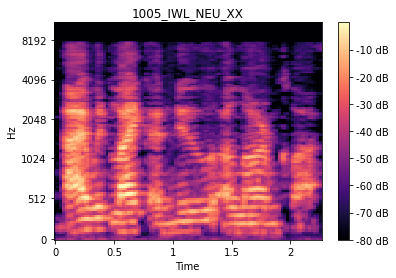 1005_IWL_NEU_XX
Hz
8192
4096
2048
1024
512
0
0 0.5 1 1.5 2
Time
-10 dB
-20 dB
-30 dB
-40 dB
-50 dB
-60 dB
-70 dB
-80 dB